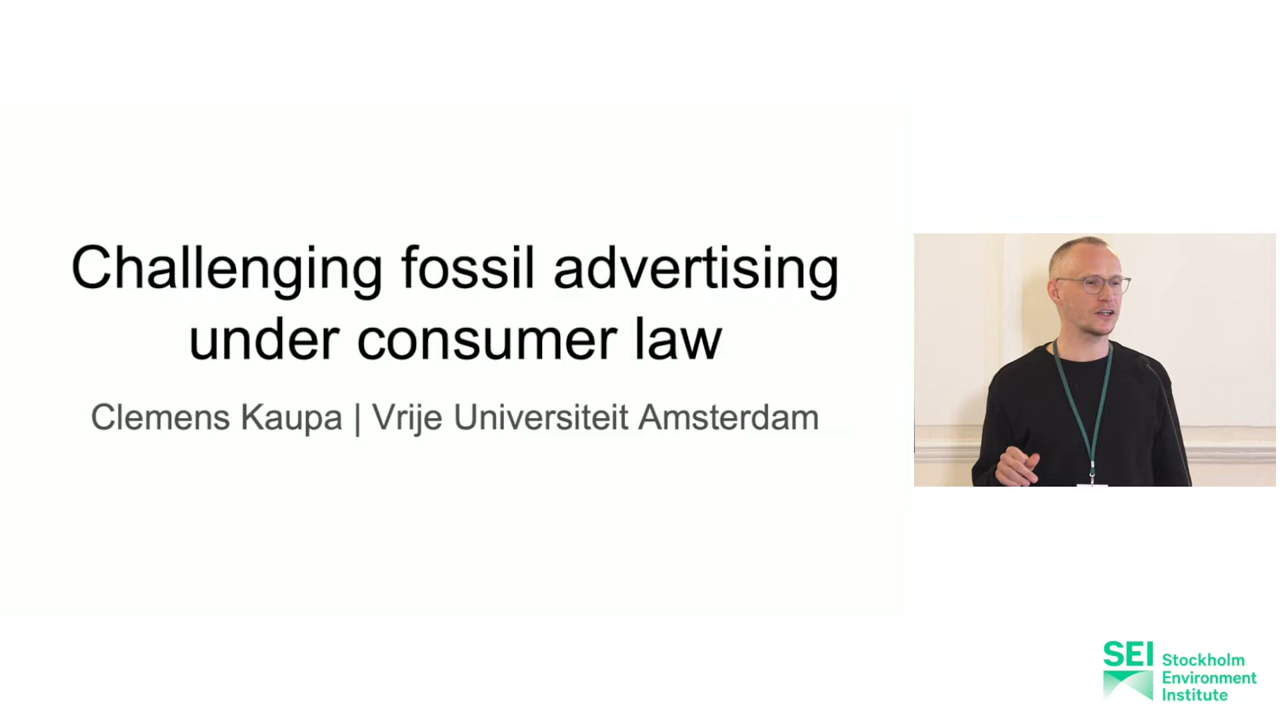 Challenging fossil advertising
under consumer law
Clemens Kaupa | Vrije Universiteit Amsterdam
SEI Stockholm
Environment
Institute